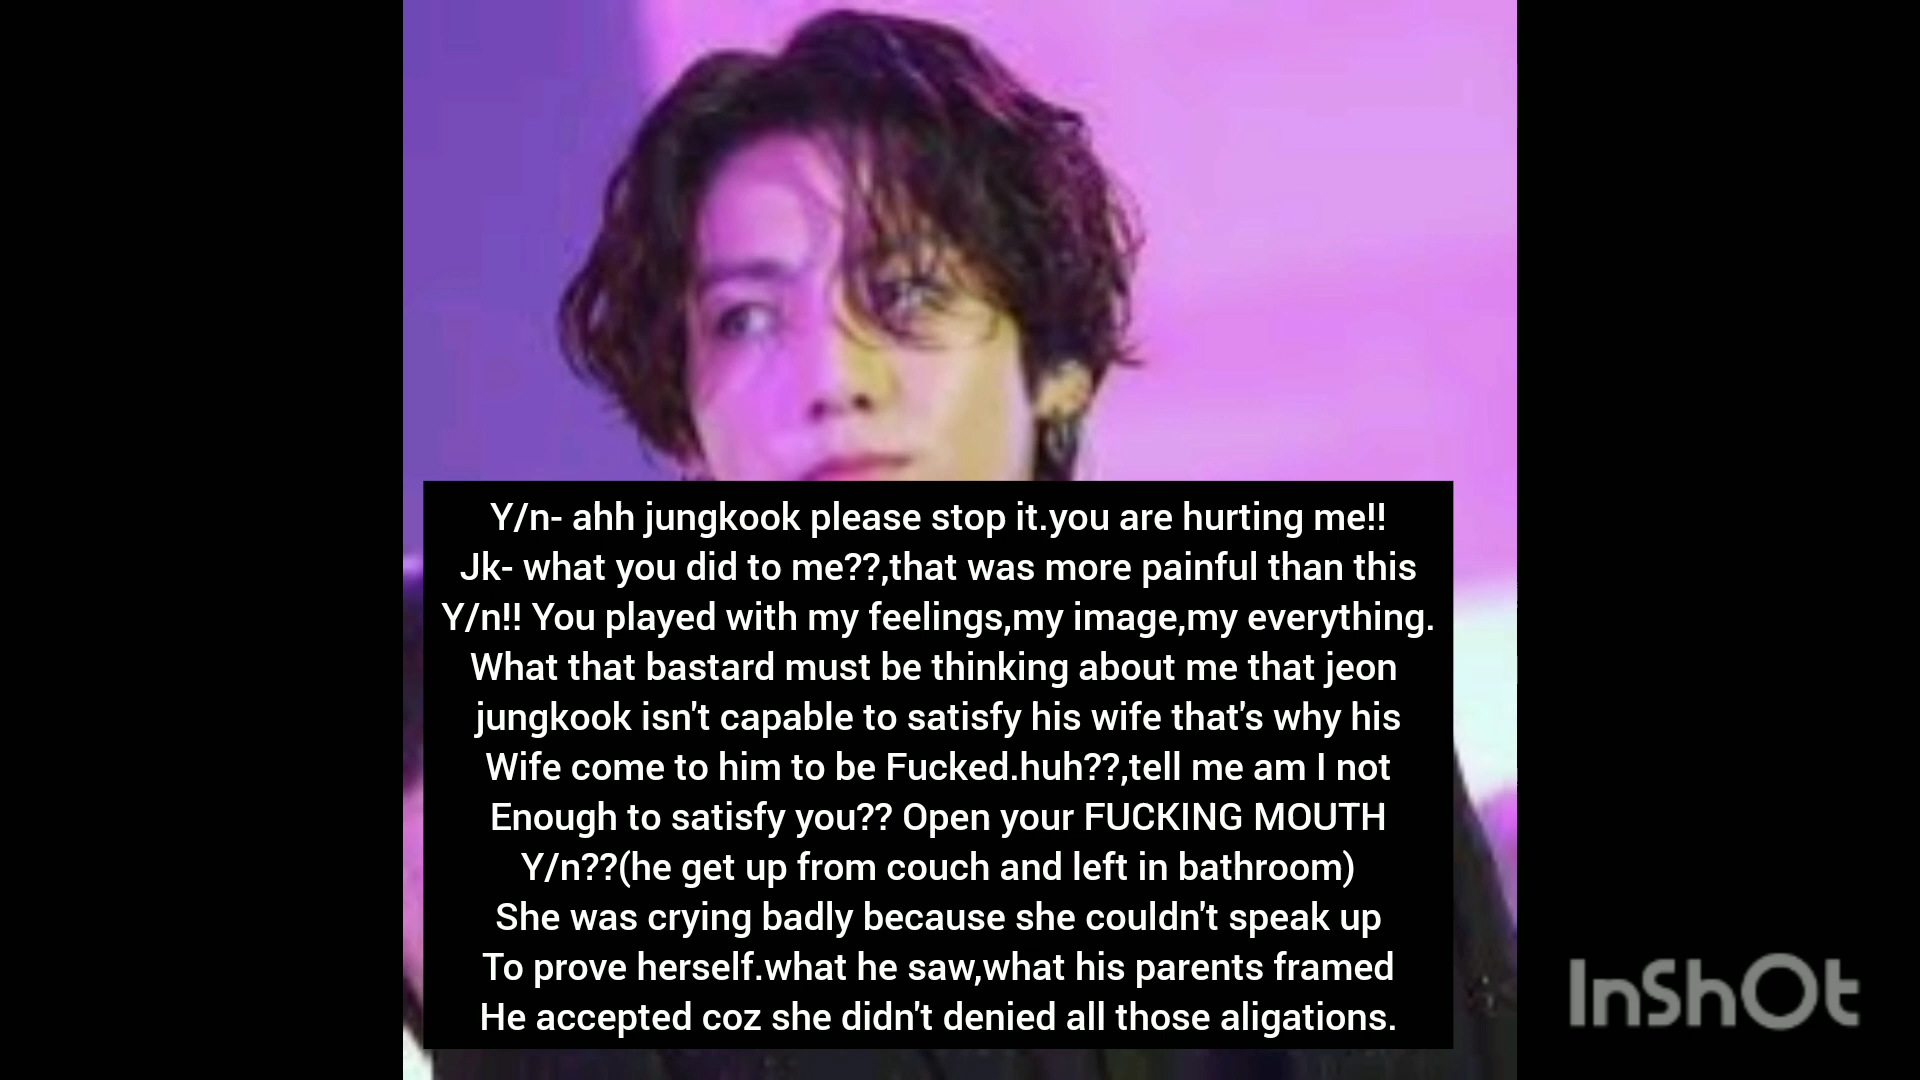 Y/n- ahh jungkook please stop it.you are hurting me!!
Jk- what you did to me??,that was more painful than this
Y/n!! You played with my feelings,my image,my everything.
What that bastard must be thinking about me that jeon
jungkook isn't capable to satisfy his wife that's why his
Wife come to him to be Fucked.huh??,tell me am I not
Enough to satisfy you?? Open your FUCKING MOUTH
Y/n??(he get up from couch and left in bathroom)
She was crying badly because she couldn't speak up
To prove herself.what he saw,what his parents framed
He accepted coz she didn't denied all those aligations.
InShOt